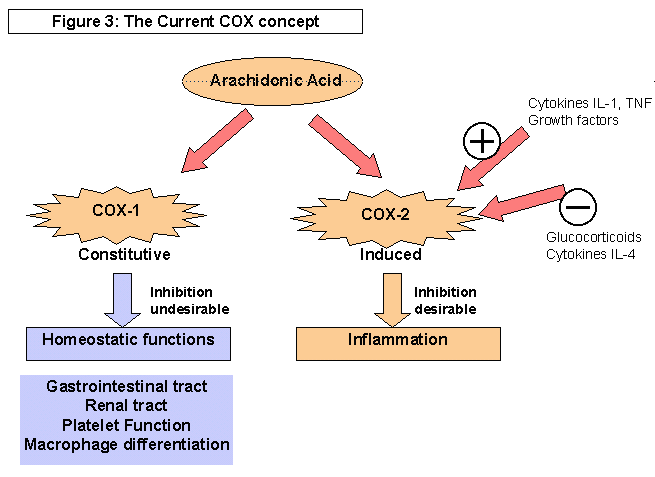 Figure 3: The Current COX concept
Arachidonic Acid
Cytokines IL-1, TNF
Growth factors
+
COX-1
COX-2
−
Constitutive
Induced
Glucocorticoids
Cytokines IL-4
Inhibition
undesirable
Inhibition
desirable
Homeostatic functions
Inflammation
Gastrointestinal tract
Renal tract
Platelet Function
Macrophage differentiation